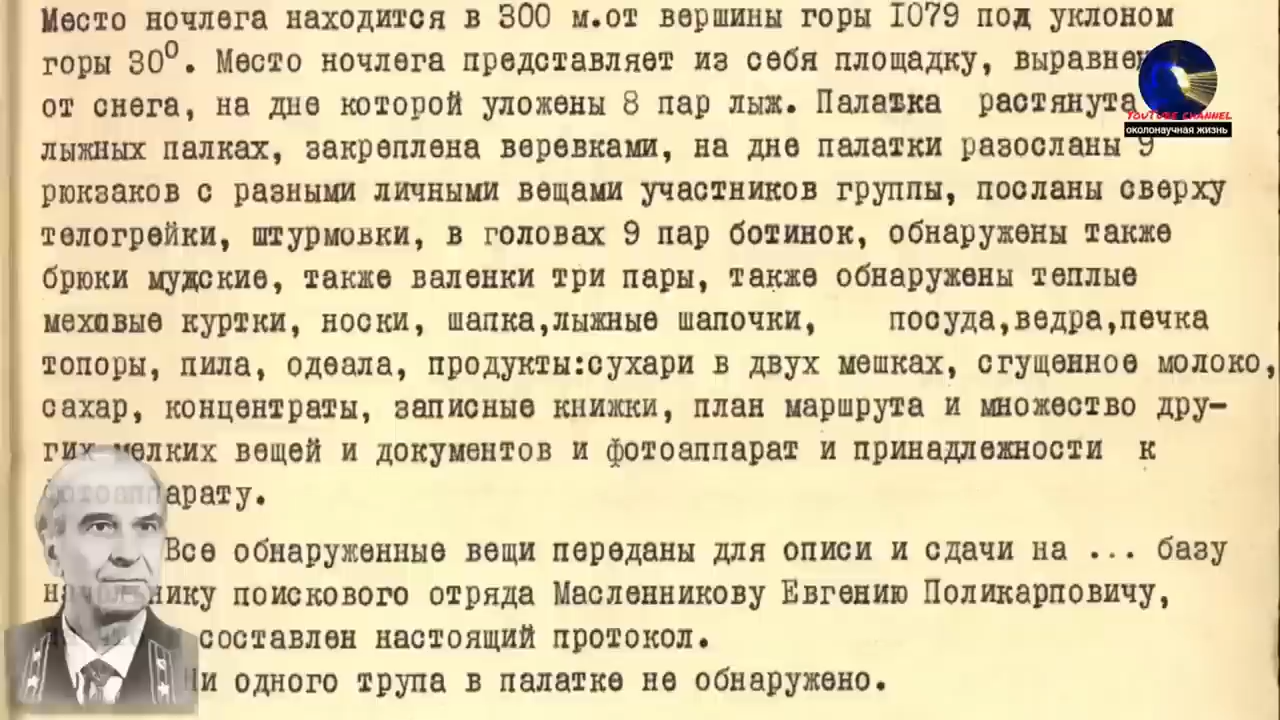 Место ночлега находится в 300 м.от вершины горы I079 под уклоном
горы 30⁰. Место ночлега представляет из себя площадку,
от снега, на дне которой уложены 8 пар лыж. Палатка растянута
лыжных палках, закреплена веревками, на дне палатки разосланы 9
рюкзаков с разными личными вещами участников группы, посланы сверху
телогрейки, штурмовки, в головах 9 пар ботинок, обнаружены также
брюки мудские, также валенки три пары, также обнаружены теплые
меховые куртки, носки, шапка,лыжные шапочки, посуда,ведра,печка
топоры, пила, одеала, продукты:сухари в двух мешках, сгущенное молоко,
сахар, концентраты, записные книжки, план маршрута и множество дру-
гих мелких вещей и документов и фотоаппарат и принадлежности к
фотоаппарату.
Все обнаруженные вещи переданы для описи и сдачи на ... базу
начальнику поискового отряда Масленникову Евгению Поликарповичу,
составлен настоящий протокол.
Ни одного трупа в палатке не обнаружено.
YouTube CHANNEL
околонаучная жизнь